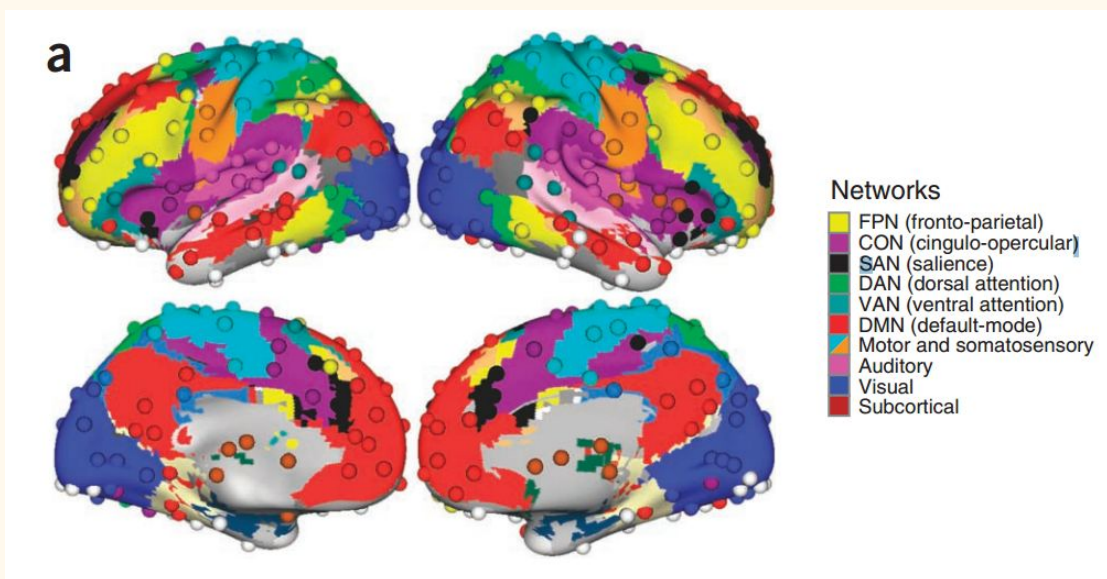 a
Networks
FPN (fronto-parietal)
CON (cingulo-opercular)
SAN (salience)
DAN (dorsal attention)
VAN (ventral attention)
DMN (default-mode)
Motor and somatosensory
Auditory
Visual
Subcortical